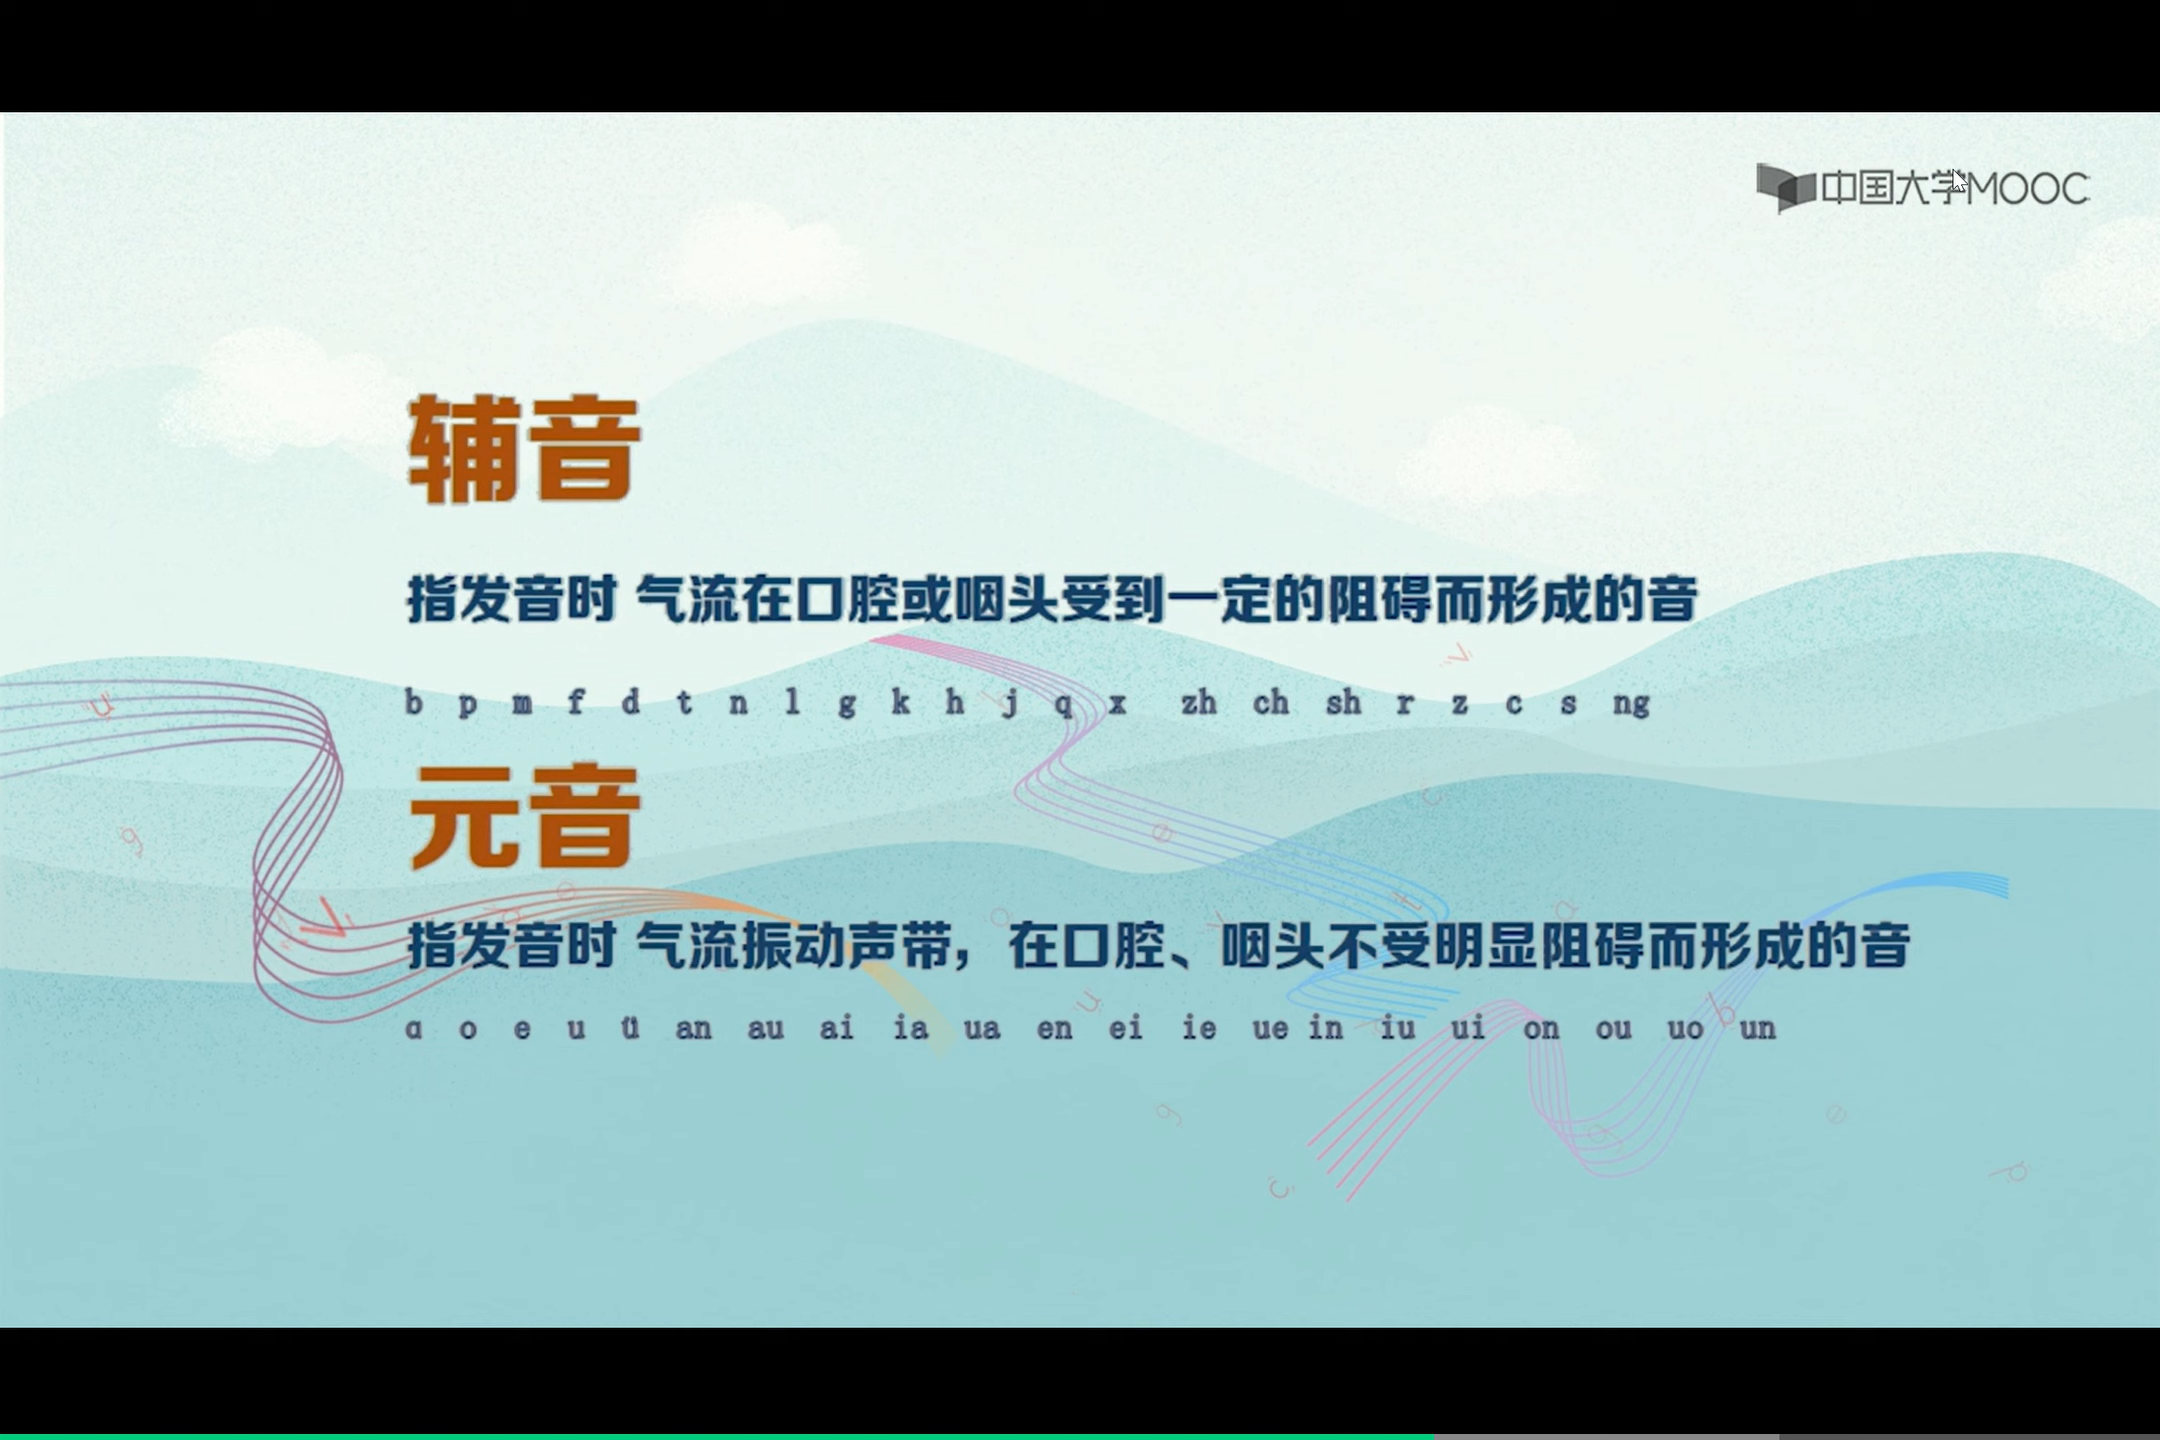 中国大学MOOC
辅音
指发音时 气流在口腔或咽头受到一定的阻碍而形成的音
b p m f d t n l g k h j q x zh ch sh r z c s ng
元音
指发音时 气流振动声带，在口腔、咽头不受明显阻碍而形成的音
ɑ o e u ü an au ai ia ua en ei ie ue in iu ui on ou uo un